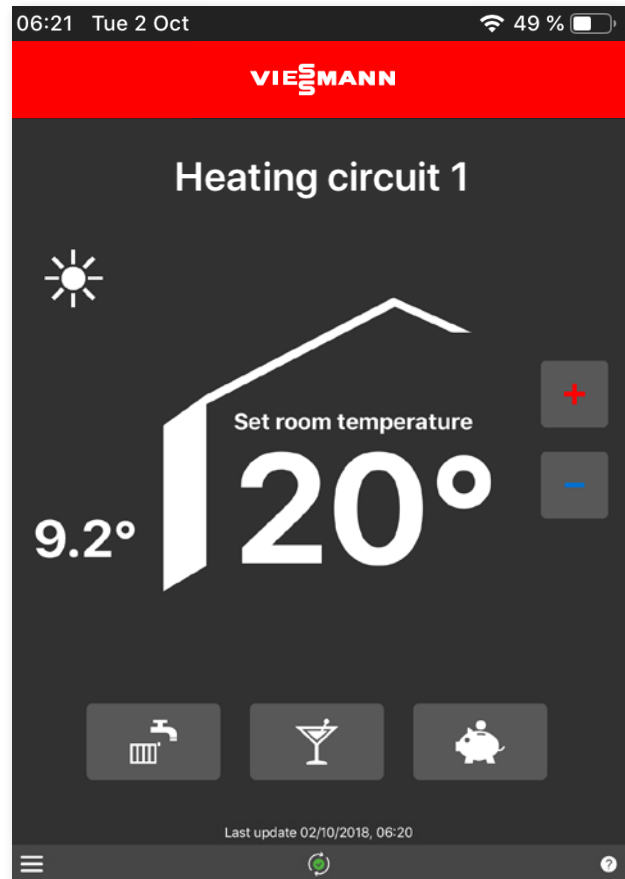 06:21 Tue 2 Oct 49 %
VIESSMANN
Heating circuit 1
Set room temperature
20°
9.2°
+
−
Last update 02/10/2018, 06:20
?